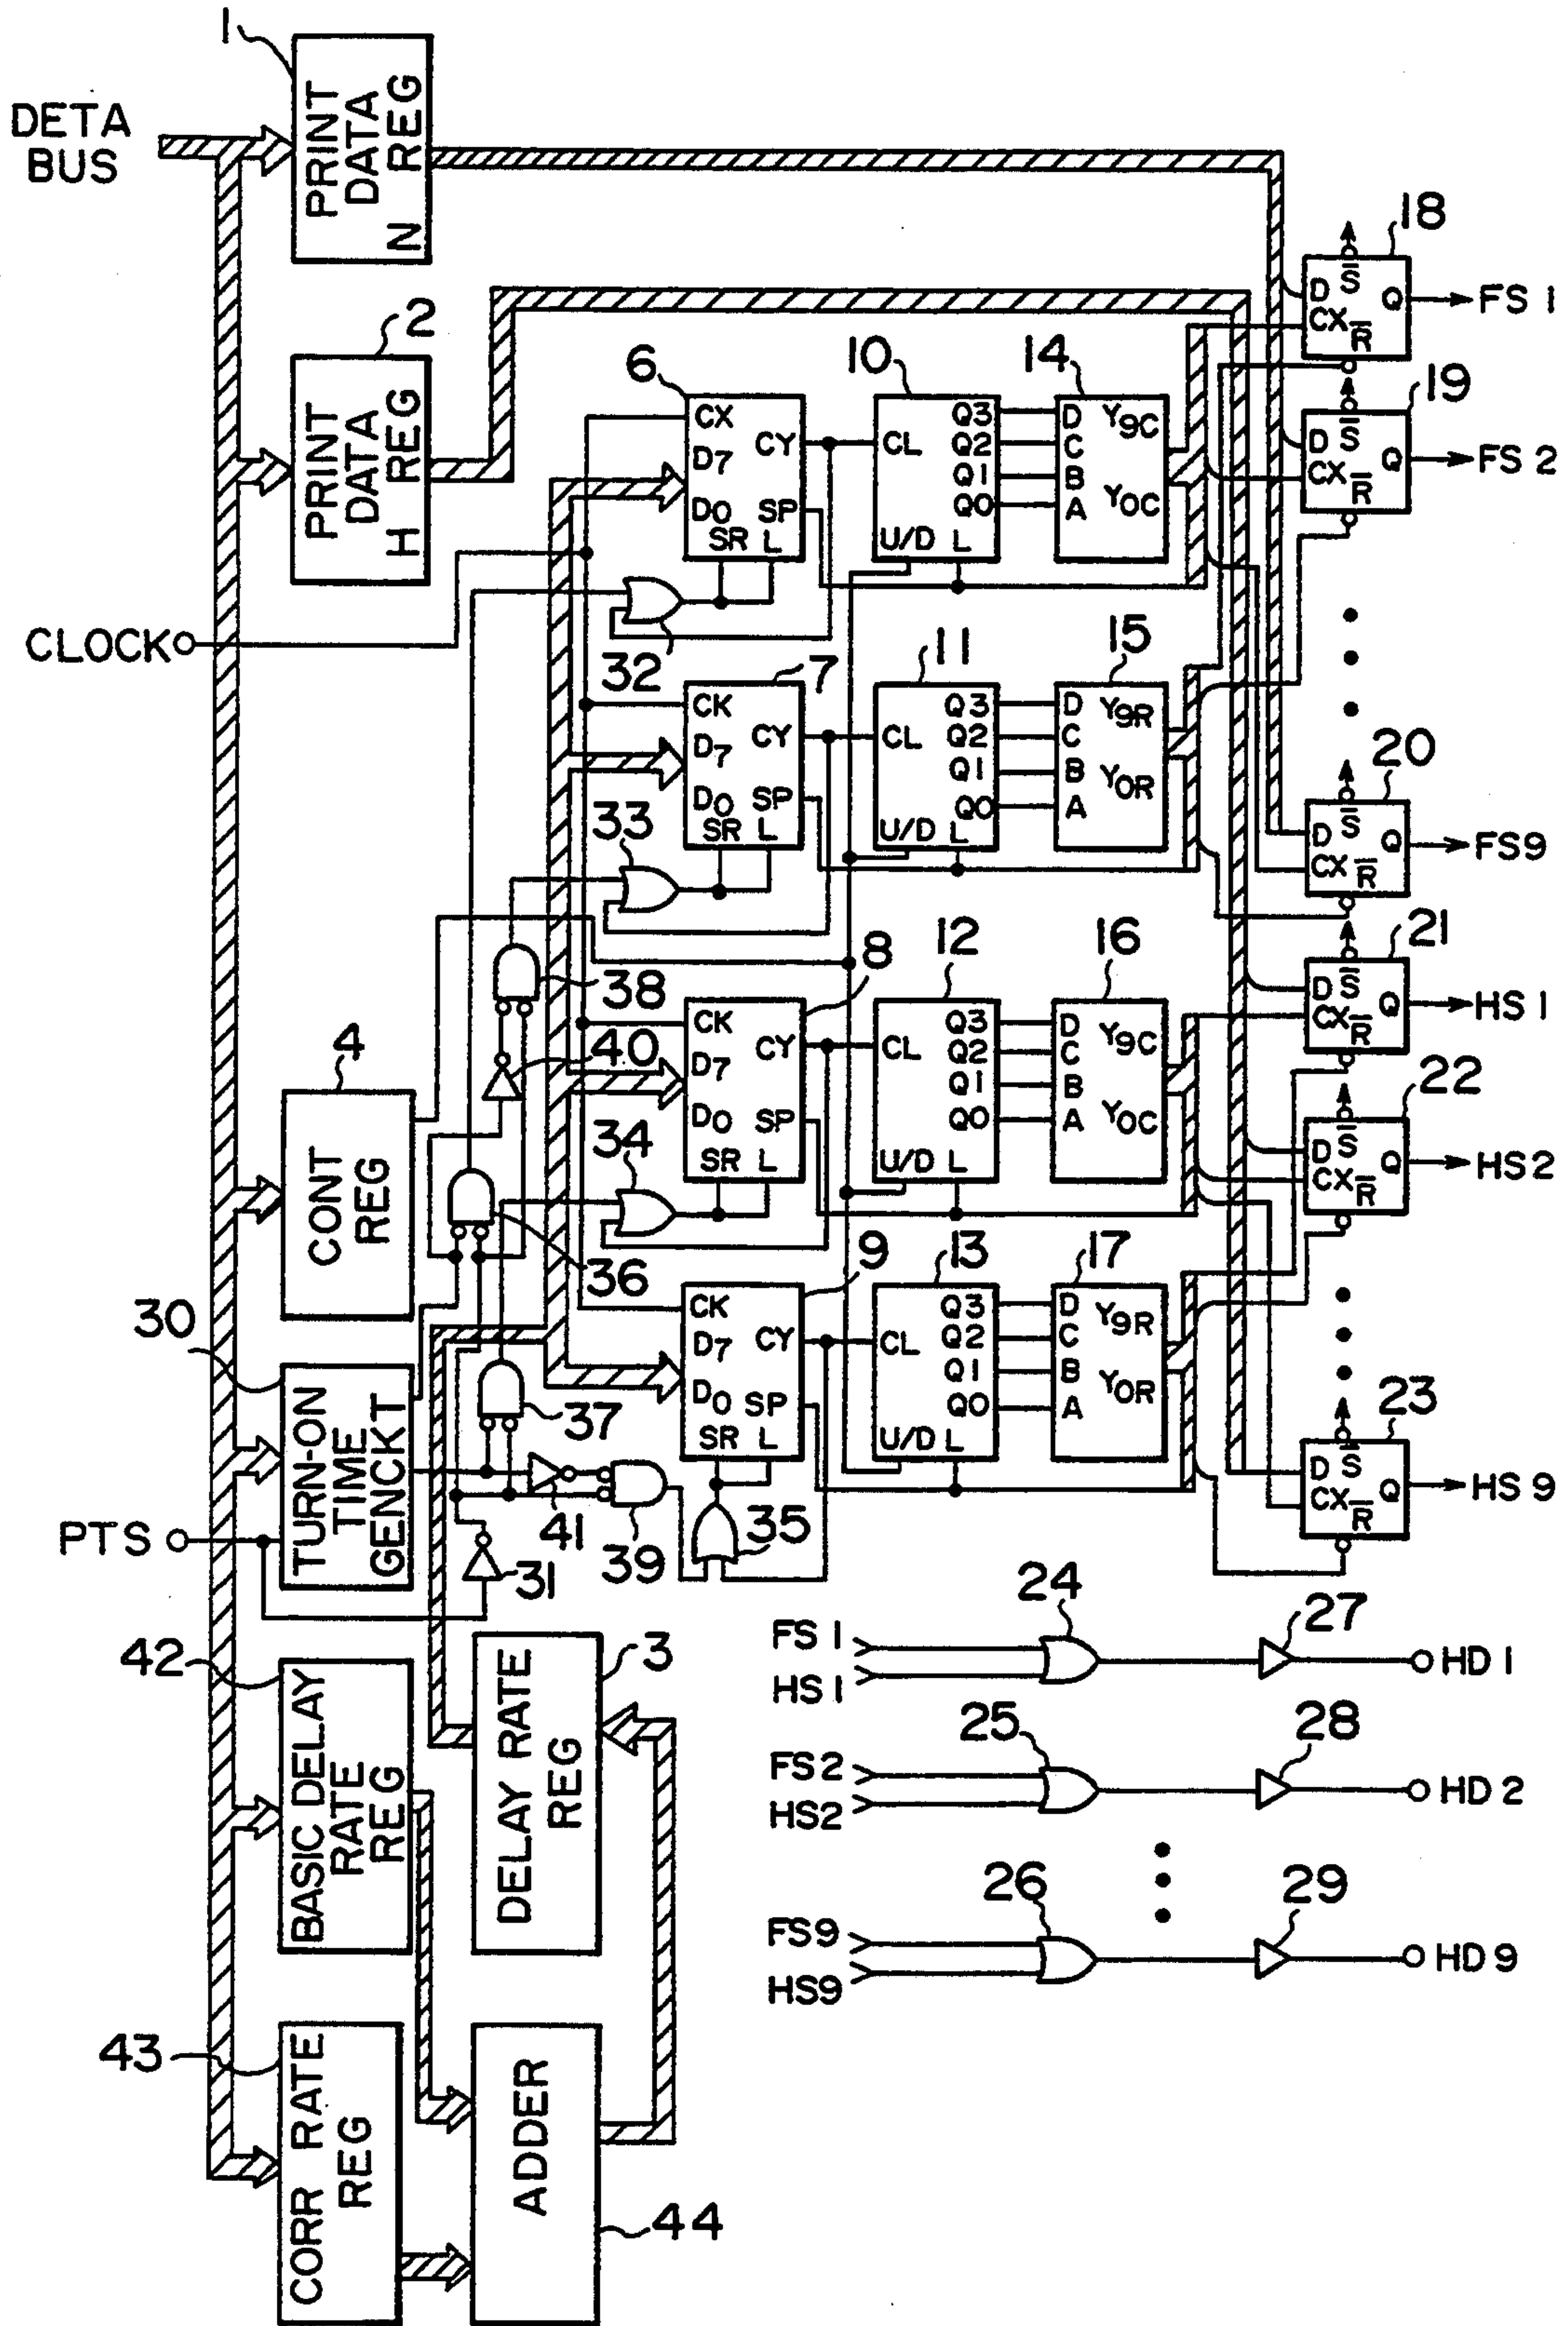 1
DETA
BUS
PRINT
DATA
N REG
2
PRINT
DATA
H REG
CLOCK
6
CX
D7
D0
CY
SP
SR
L
10
CL
Q3
Q2
Q1
Q0
U/D
L
14
D
C
B
A
Y9C
Y0C
32
7
CK
D7
D0
CY
SP
SR
L
11
CL
Q3
Q2
Q1
Q0
U/D
L
15
D
C
B
A
Y9R
Y0R
33
38
40
8
CK
D7
D0
CY
SP
SR
L
12
CL
Q3
Q2
Q1
Q0
U/D
L
16
D
C
B
A
Y9C
Y0C
34
36
9
CK
D7
D0
CY
SP
SR
L
13
CL
Q3
Q2
Q1
Q0
U/D
L
17
D
C
B
A
Y9R
Y0R
37
41
39
35
31
18
D
S̅
CX
R̅
Q
FS 1
19
D
S̅
CX
R̅
Q
FS 2
20
D
S̅
CX
R̅
Q
FS9
21
D
S̅
CX
R̅
Q
HS 1
22
D
S̅
CX
R̅
Q
HS2
23
D
S̅
CX
R̅
Q
HS 9
4
CONT
REG
30
TURN-ON
TIME
GENCKT
PTS
42
BASIC DELAY
RATE
REG
3
DELAY RATE
REG
43
CORR RATE
REG
ADDER
44
FS 1
HS 1
24
27
HD 1
FS2
HS2
25
28
HD 2
FS9
HS9
26
29
HD 9